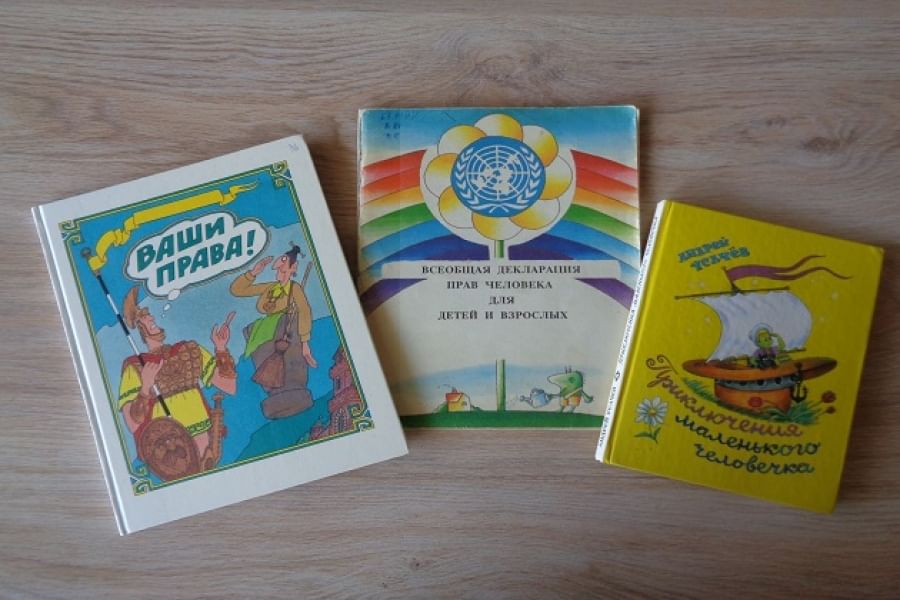 ВАШИ
ПРАВА!
ВСЕОБЩАЯ ДЕКЛАРАЦИЯ
ПРАВ ЧЕЛОВЕКА
ДЛЯ
ДЕТЕЙ И ВЗРОСЛЫХ
АНДРЕЙ
УСАЧЁВ
Приключения
маленького
человечка